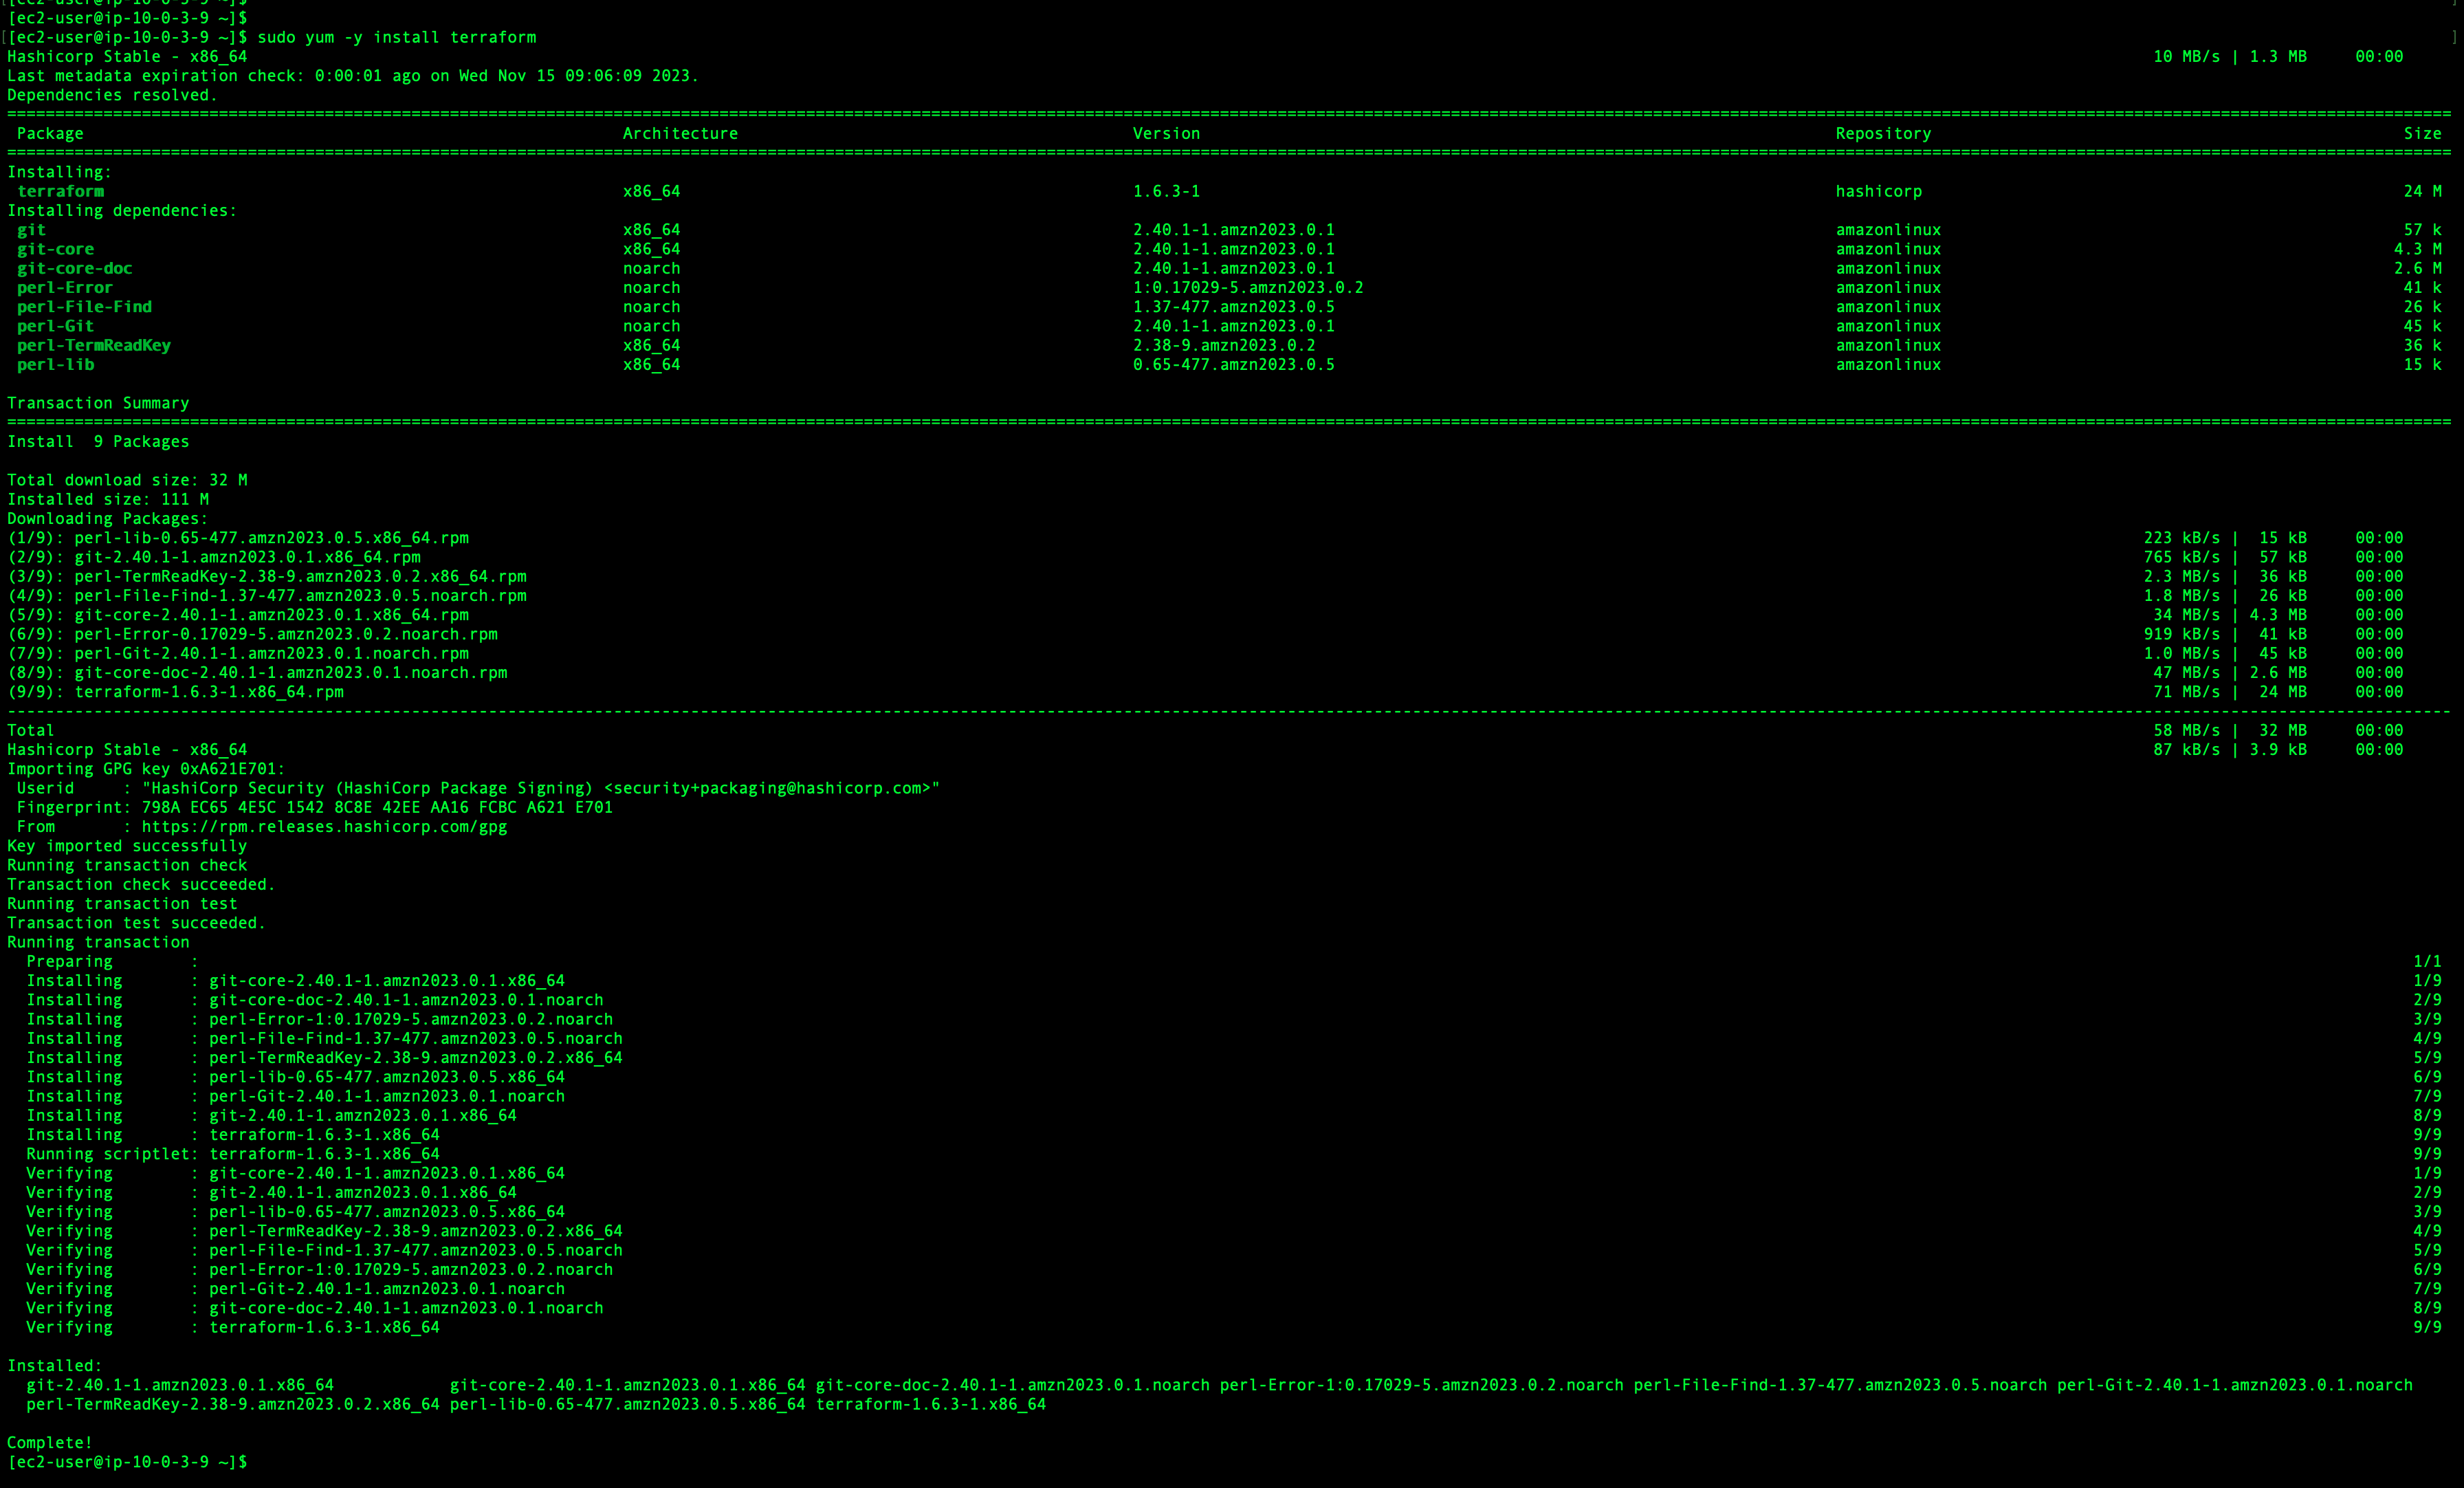 [[ec2-user@ip-10-0-3-9 ~]$
[ec2-user@ip-10-0-3-9 ~]$
[[ec2-user@ip-10-0-3-9 ~]$ sudo yum -y install terraform ]
Hashicorp Stable - x86_64 10 MB/s | 1.3 MB 00:00
Last metadata expiration check: 0:00:01 ago on Wed Nov 15 09:06:09 2023.
Dependencies resolved.
Package Architecture Version Repository Size
Installing:
terraform x86_64 1.6.3-1 hashicorp 24 M
Installing dependencies:
git x86_64 2.40.1-1.amzn2023.0.1 amazonlinux 57 k
git-core x86_64 2.40.1-1.amzn2023.0.1 amazonlinux 4.3 M
git-core-doc noarch 2.40.1-1.amzn2023.0.1 amazonlinux 2.6 M
perl-Error noarch 1:0.17029-5.amzn2023.0.2 amazonlinux 41 k
perl-File-Find noarch 1.37-477.amzn2023.0.5 amazonlinux 26 k
perl-Git noarch 2.40.1-1.amzn2023.0.1 amazonlinux 45 k
perl-TermReadKey x86_64 2.38-9.amzn2023.0.2 amazonlinux 36 k
perl-lib x86_64 0.65-477.amzn2023.0.5 amazonlinux 15 k
Transaction Summary
Install 9 Packages
Total download size: 32 M
Installed size: 111 M
Downloading Packages:
(1/9): perl-lib-0.65-477.amzn2023.0.5.x86_64.rpm 223 kB/s | 15 kB 00:00
(2/9): git-2.40.1-1.amzn2023.0.1.x86_64.rpm 765 kB/s | 57 kB 00:00
(3/9): perl-TermReadKey-2.38-9.amzn2023.0.2.x86_64.rpm 2.3 MB/s | 36 kB 00:00
(4/9): perl-File-Find-1.37-477.amzn2023.0.5.noarch.rpm 1.8 MB/s | 26 kB 00:00
(5/9): git-core-2.40.1-1.amzn2023.0.1.x86_64.rpm 34 MB/s | 4.3 MB 00:00
(6/9): perl-Error-0.17029-5.amzn2023.0.2.noarch.rpm 919 kB/s | 41 kB 00:00
(7/9): perl-Git-2.40.1-1.amzn2023.0.1.noarch.rpm 1.0 MB/s | 45 kB 00:00
(8/9): git-core-doc-2.40.1-1.amzn2023.0.1.noarch.rpm 47 MB/s | 2.6 MB 00:00
(9/9): terraform-1.6.3-1.x86_64.rpm 71 MB/s | 24 MB 00:00
Total 58 MB/s | 32 MB 00:00
Hashicorp Stable - x86_64 87 kB/s | 3.9 kB 00:00
Importing GPG key 0xA621E701:
Userid : "HashiCorp Security (HashiCorp Package Signing) <security+packaging@hashicorp.com>"
Fingerprint: 798A EC65 4E5C 1542 8C8E 42EE AA16 FCBC A621 E701
From : https://rpm.releases.hashicorp.com/gpg
Key imported successfully
Running transaction check
Transaction check succeeded.
Running transaction test
Transaction test succeeded.
Running transaction
Preparing : 1/1
Installing : git-core-2.40.1-1.amzn2023.0.1.x86_64 1/9
Installing : git-core-doc-2.40.1-1.amzn2023.0.1.noarch 2/9
Installing : perl-Error-1:0.17029-5.amzn2023.0.2.noarch 3/9
Installing : perl-File-Find-1.37-477.amzn2023.0.5.noarch 4/9
Installing : perl-TermReadKey-2.38-9.amzn2023.0.2.x86_64 5/9
Installing : perl-lib-0.65-477.amzn2023.0.5.x86_64 6/9
Installing : perl-Git-2.40.1-1.amzn2023.0.1.noarch 7/9
Installing : git-2.40.1-1.amzn2023.0.1.x86_64 8/9
Installing : terraform-1.6.3-1.x86_64 9/9
Running scriptlet: terraform-1.6.3-1.x86_64 9/9
Verifying : git-core-2.40.1-1.amzn2023.0.1.x86_64 1/9
Verifying : git-2.40.1-1.amzn2023.0.1.x86_64 2/9
Verifying : perl-lib-0.65-477.amzn2023.0.5.x86_64 3/9
Verifying : perl-TermReadKey-2.38-9.amzn2023.0.2.x86_64 4/9
Verifying : perl-File-Find-1.37-477.amzn2023.0.5.noarch 5/9
Verifying : perl-Error-1:0.17029-5.amzn2023.0.2.noarch 6/9
Verifying : perl-Git-2.40.1-1.amzn2023.0.1.noarch 7/9
Verifying : git-core-doc-2.40.1-1.amzn2023.0.1.noarch 8/9
Verifying : terraform-1.6.3-1.x86_64 9/9
Installed:
git-2.40.1-1.amzn2023.0.1.x86_64 git-core-2.40.1-1.amzn2023.0.1.x86_64 git-core-doc-2.40.1-1.amzn2023.0.1.noarch perl-Error-1:0.17029-5.amzn2023.0.2.noarch perl-File-Find-1.37-477.amzn2023.0.5.noarch perl-Git-2.40.1-1.amzn2023.0.1.noarch
perl-TermReadKey-2.38-9.amzn2023.0.2.x86_64 perl-lib-0.65-477.amzn2023.0.5.x86_64 terraform-1.6.3-1.x86_64
Complete!
[ec2-user@ip-10-0-3-9 ~]$